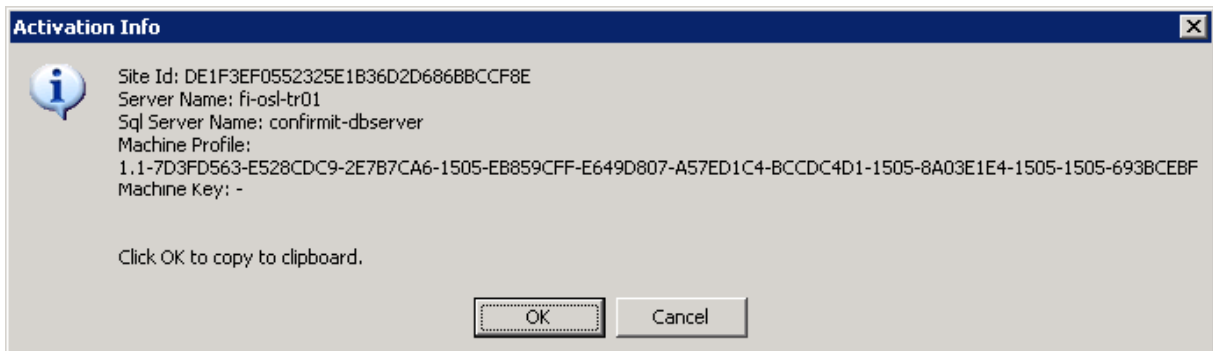 Activation Info
Site Id: DE1F3EF0552325E1B36D2D686BBCCF8E
Server Name: fi-osl-tr01
Sql Server Name: confirmit-dbserver
Machine Profile:
1.1-7D3FD563-E528CDC9-2E7B7CA6-1505-EB859CFF-E649D807-A57ED1C4-BCCDC4D1-1505-8A03E1E4-1505-1505-693BCEBF
Machine Key: -
Click OK to copy to clipboard.
OK
Cancel